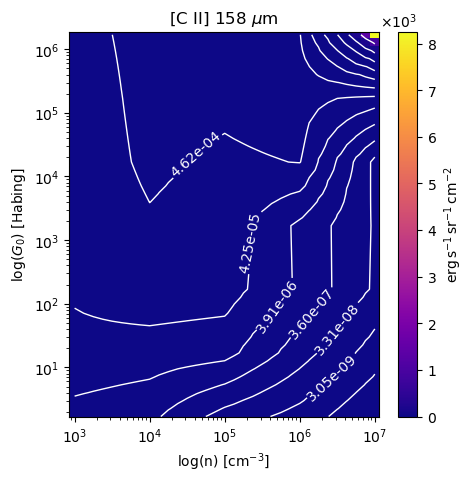 [C II] 158 μm
×10³
10⁶
10⁵
10⁴
10³
10²
10¹
log(G₀) [Habing]
4.62e-04
4.25e-05
3.91e-06
3.60e-07
3.31e-08
3.05e-09
10³ 10⁴ 10⁵ 10⁶ 10⁷
log(n) [cm⁻³]
8
7
6
5
4
3
2
1
0
erg s⁻¹ sr⁻¹ cm⁻²